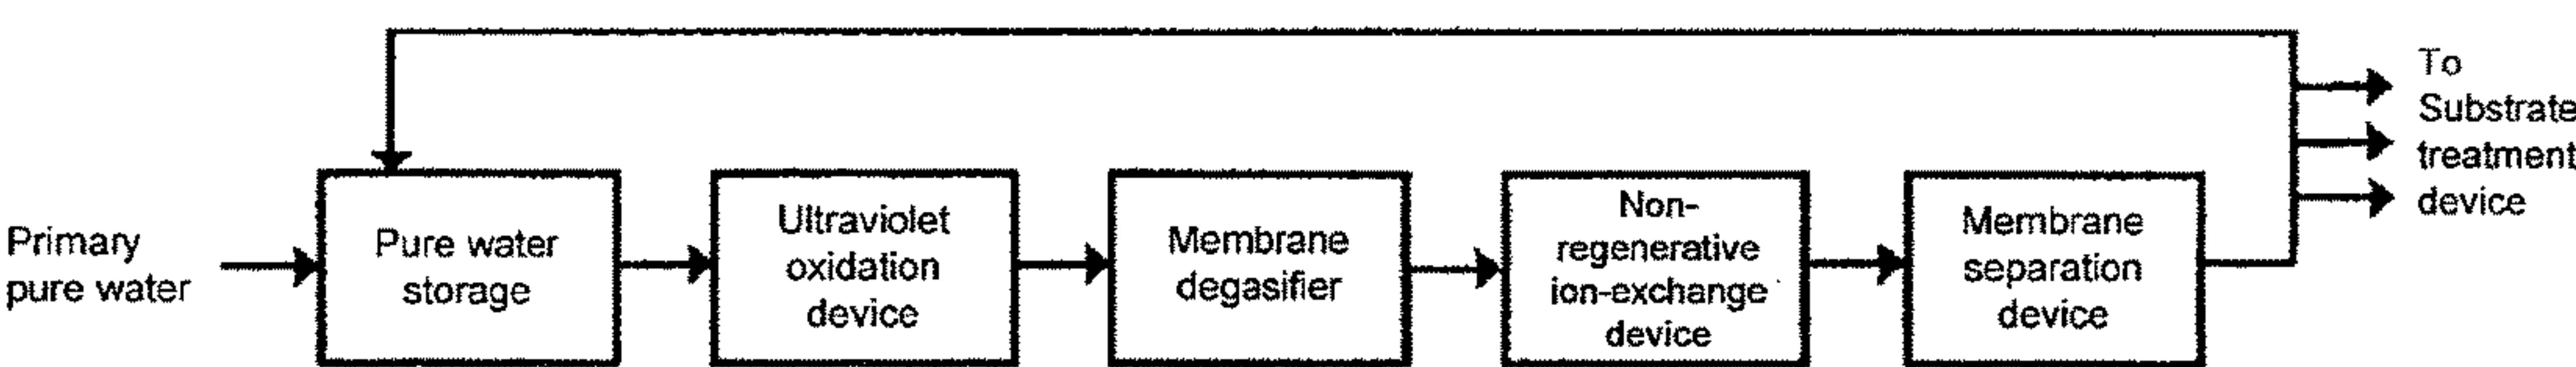 Primary
pure water
Pure water
storage
Ultraviolet
oxidation
device
Membrane
degasifier
Non-
regenerative
ion-exchange
device
Membrane
separation
device
To
Substrate
treatment
device